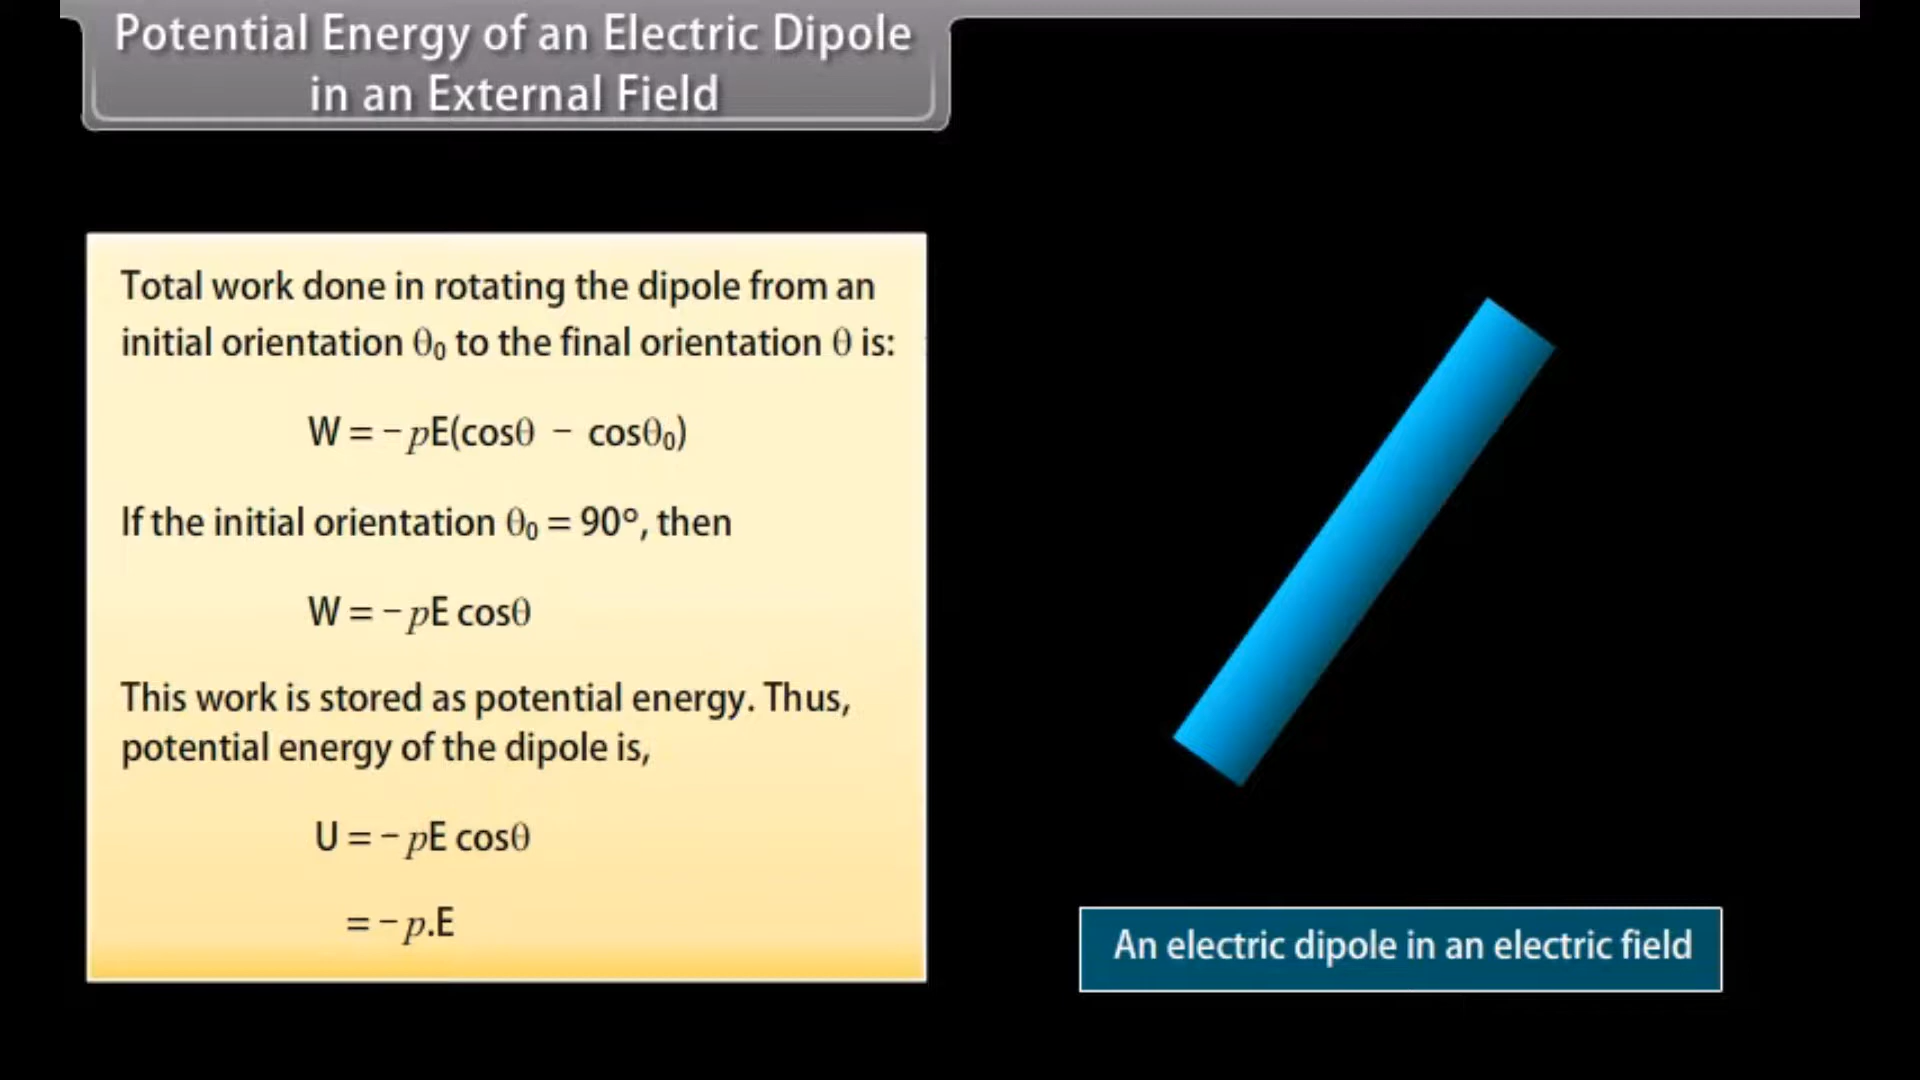 Potential Energy of an Electric Dipole
in an External Field
Total work done in rotating the dipole from an
initial orientation θ₀ to the final orientation θ is:
W = − pE(cosθ − cosθ₀)
If the initial orientation θ₀ = 90°, then
W = − pE cosθ
This work is stored as potential energy. Thus,
potential energy of the dipole is,
U = − pE cosθ
= − p.E
An electric dipole in an electric field